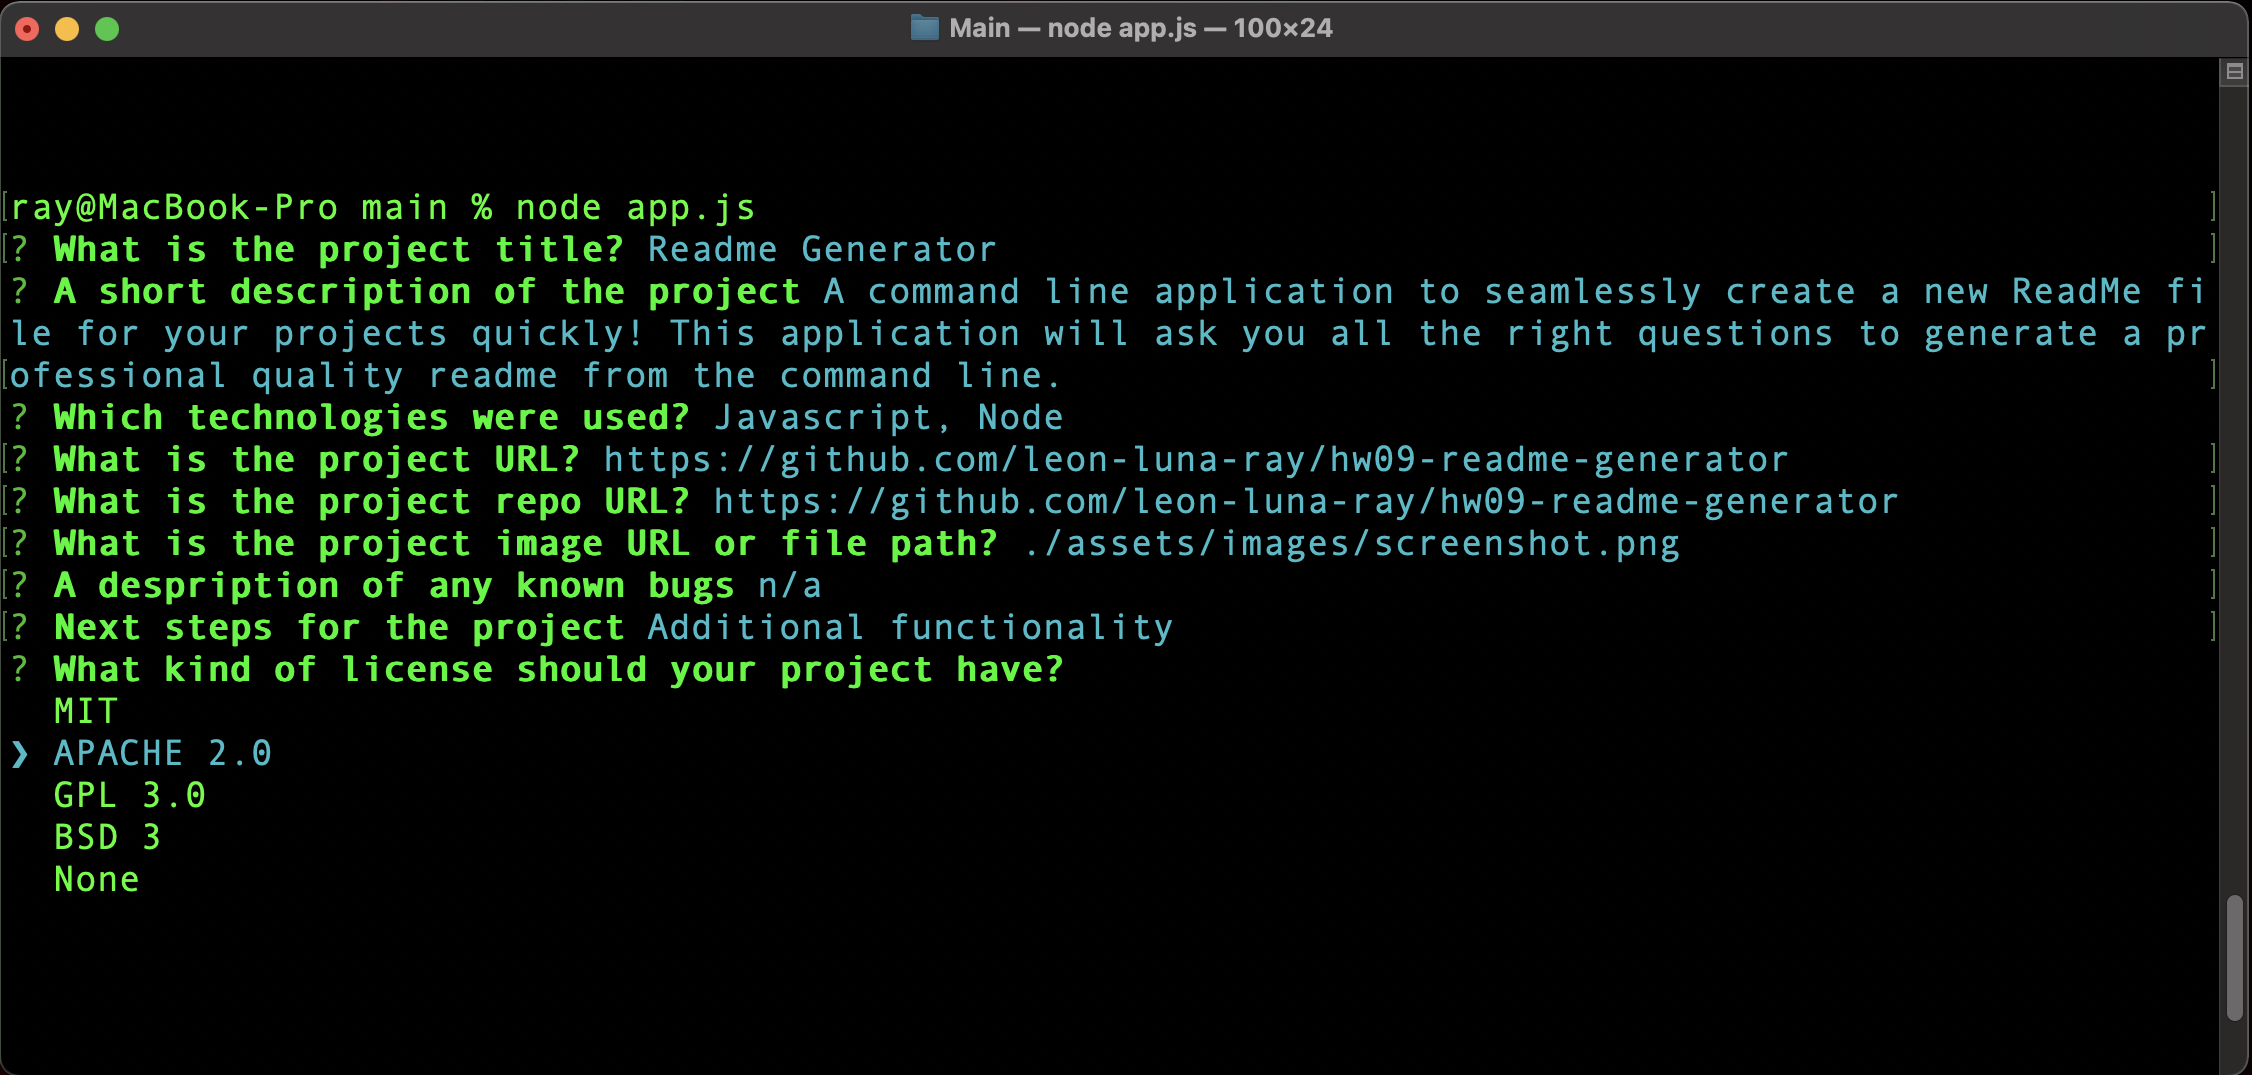 Main — node app.js — 100×24
ray@MacBook-Pro main % node app.js
? What is the project title? Readme Generator
? A short description of the project A command line application to seamlessly create a new ReadMe fi
le for your projects quickly! This application will ask you all the right questions to generate a pr
ofessional quality readme from the command line.
? Which technologies were used? Javascript, Node
? What is the project URL? https://github.com/leon-luna-ray/hw09-readme-generator
? What is the project repo URL? https://github.com/leon-luna-ray/hw09-readme-generator
? What is the project image URL or file path? ./assets/images/screenshot.png
? A despription of any known bugs n/a
? Next steps for the project Additional functionality
? What kind of license should your project have?
MIT
❯ APACHE 2.0
GPL 3.0
BSD 3
None